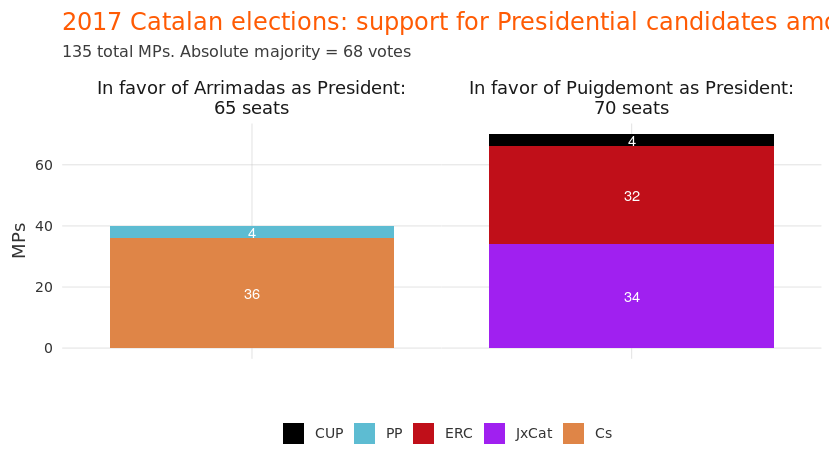 2017 Catalan elections: support for Presidential candidates amo
135 total MPs. Absolute majority = 68 votes
In favor of Arrimadas as President:
65 seats
In favor of Puigdemont as President:
70 seats
MPs
60
40
20
0
4
36
4
32
34
CUP PP ERC JxCat Cs